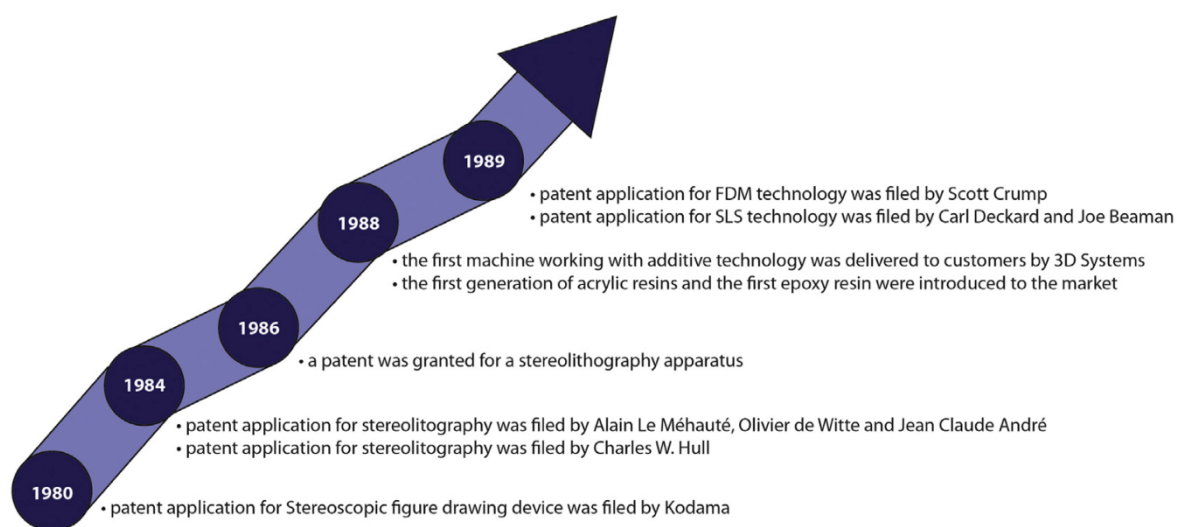 1989
• patent application for FDM technology was filed by Scott Crump
• patent application for SLS technology was filed by Carl Deckard and Joe Beaman
1988
• the first machine working with additive technology was delivered to customers by 3D Systems
• the first generation of acrylic resins and the first epoxy resin were introduced to the market
1986
• a patent was granted for a stereolithography apparatus
1984
• patent application for stereolitography was filed by Alain Le Méhauté, Olivier de Witte and Jean Claude André
• patent application for stereolitography was filed by Charles W. Hull
1980
• patent application for Stereoscopic figure drawing device was filed by Kodama